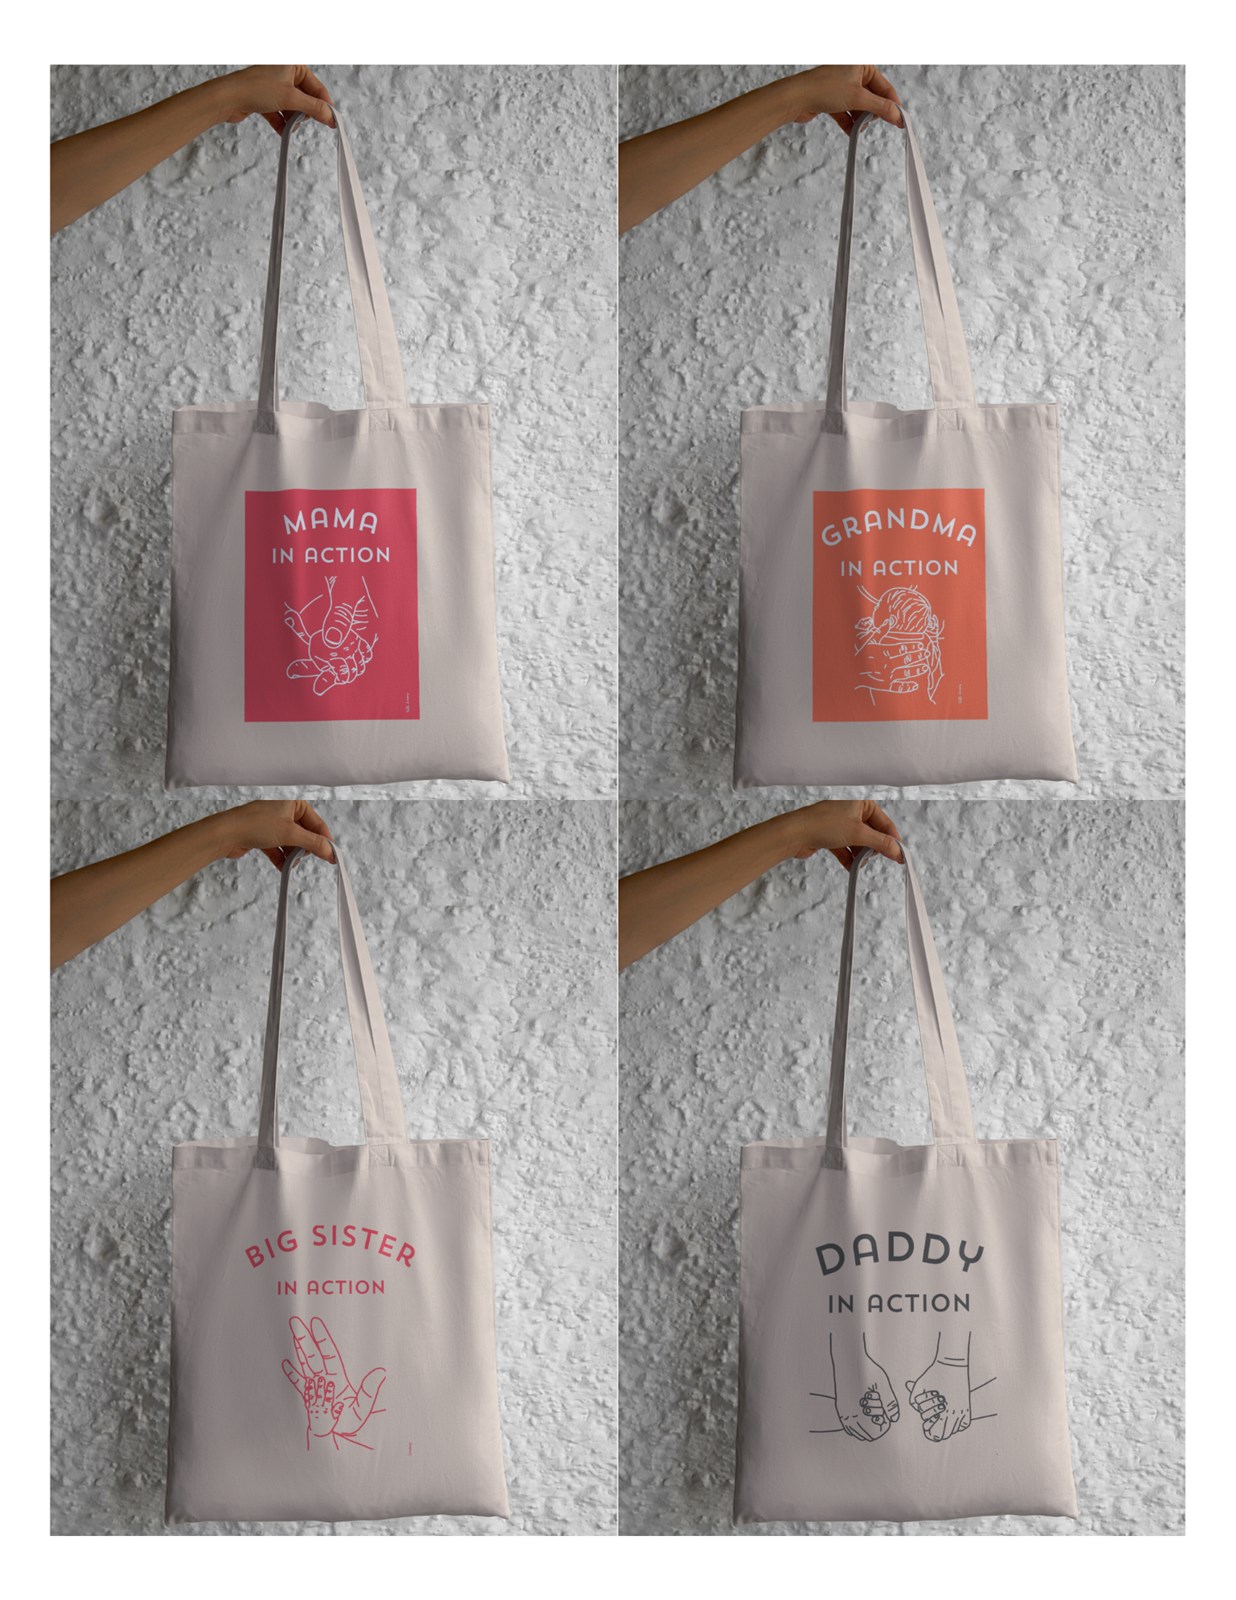 MAMA
IN ACTION
GRANDMA
IN ACTION
BIG SISTER
IN ACTION
DADDY
IN ACTION